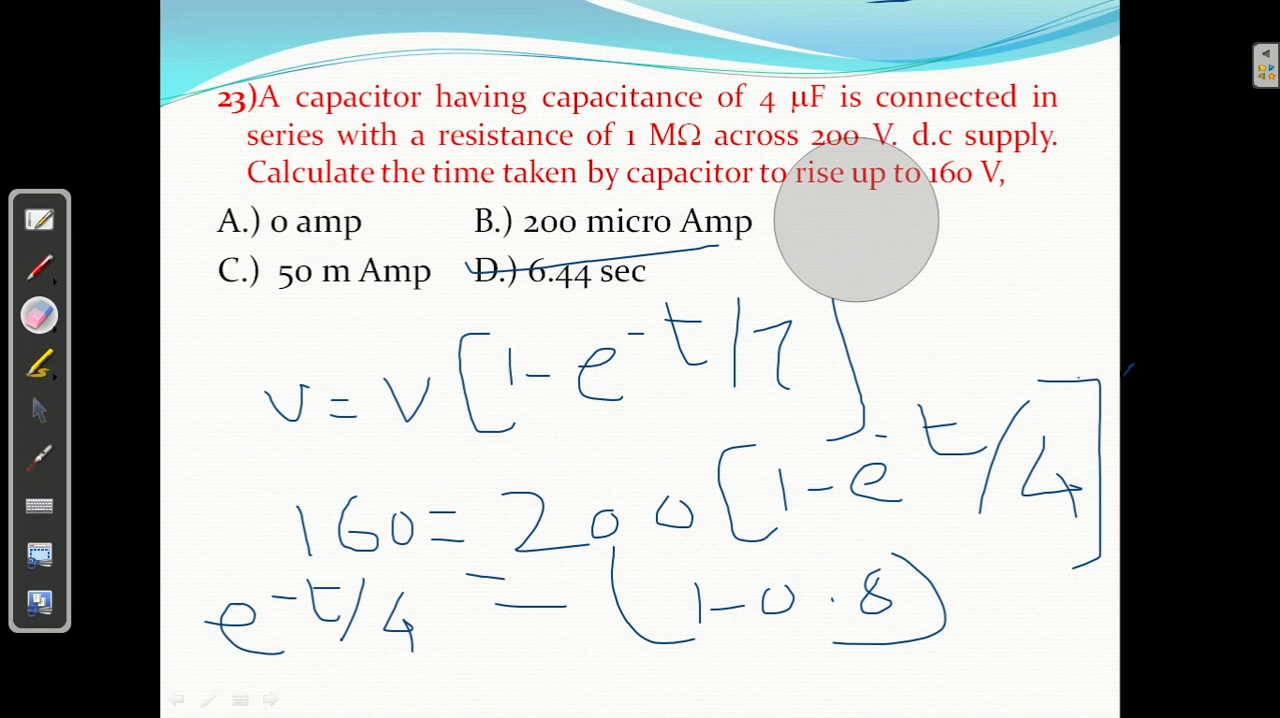 23)A capacitor having capacitance of 4 μF is connected in
series with a resistance of 1 MΩ across 200 V. d.c supply.
Calculate the time taken by capacitor to rise up to 160 V,
A.) 0 amp B.) 200 micro Amp
C.) 50 m Amp D.) 6.44 sec
v = V [1 - e^-t/τ]
160 = 200 [1 - e^-t/4]
e^-t/4 = (1 - 0.8)